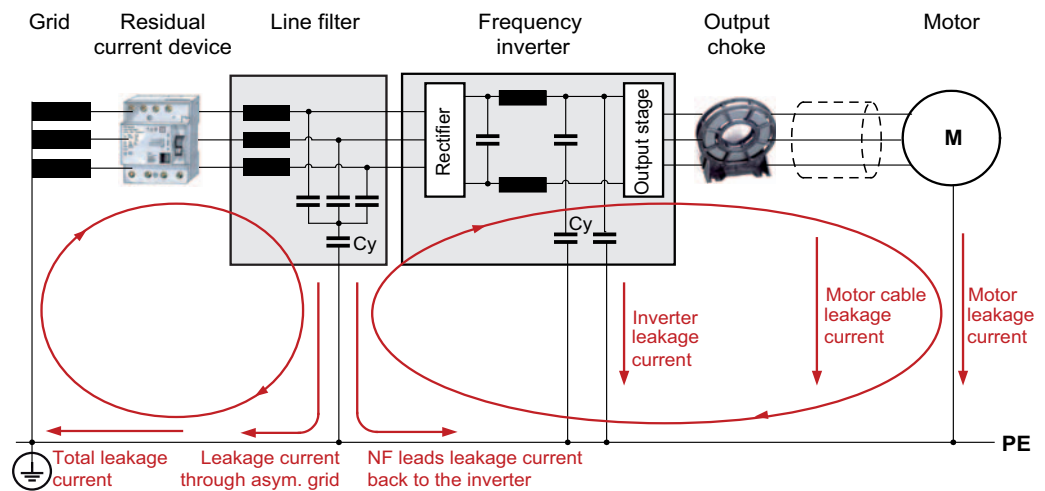 Grid
Residual
current device
Line filter
Frequency
inverter
Output
choke
Motor
Rectifier
Output stage
M
Cy
Cy
Inverter
leakage
current
Motor cable
leakage
current
Motor
leakage
current
PE
Total leakage
current
Leakage current
through asym. grid
NF leads leakage current
back to the inverter